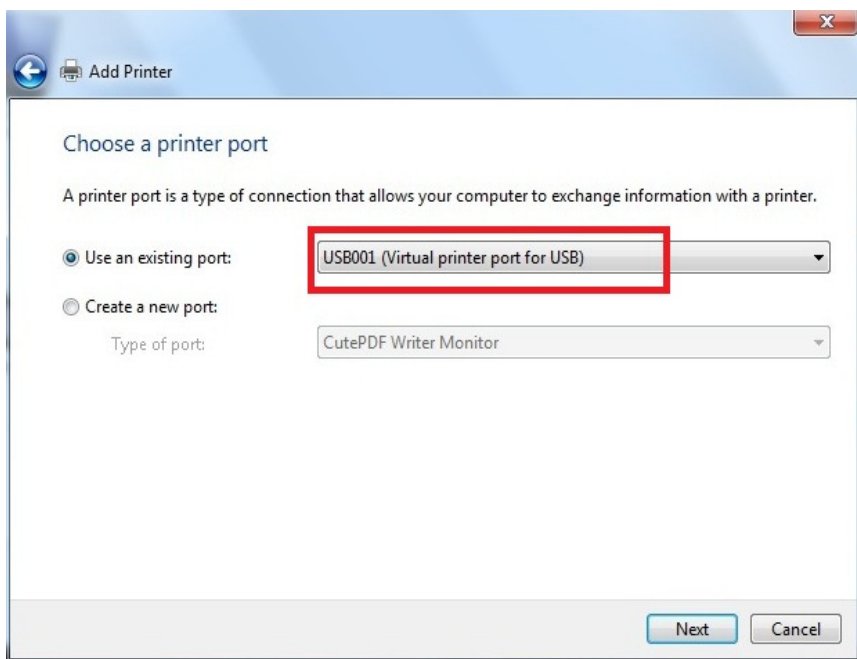 Add Printer
Choose a printer port
A printer port is a type of connection that allows your computer to exchange information with a printer.
Use an existing port: USB001 (Virtual printer port for USB)
Create a new port:
Type of port: CutePDF Writer Monitor
Next Cancel